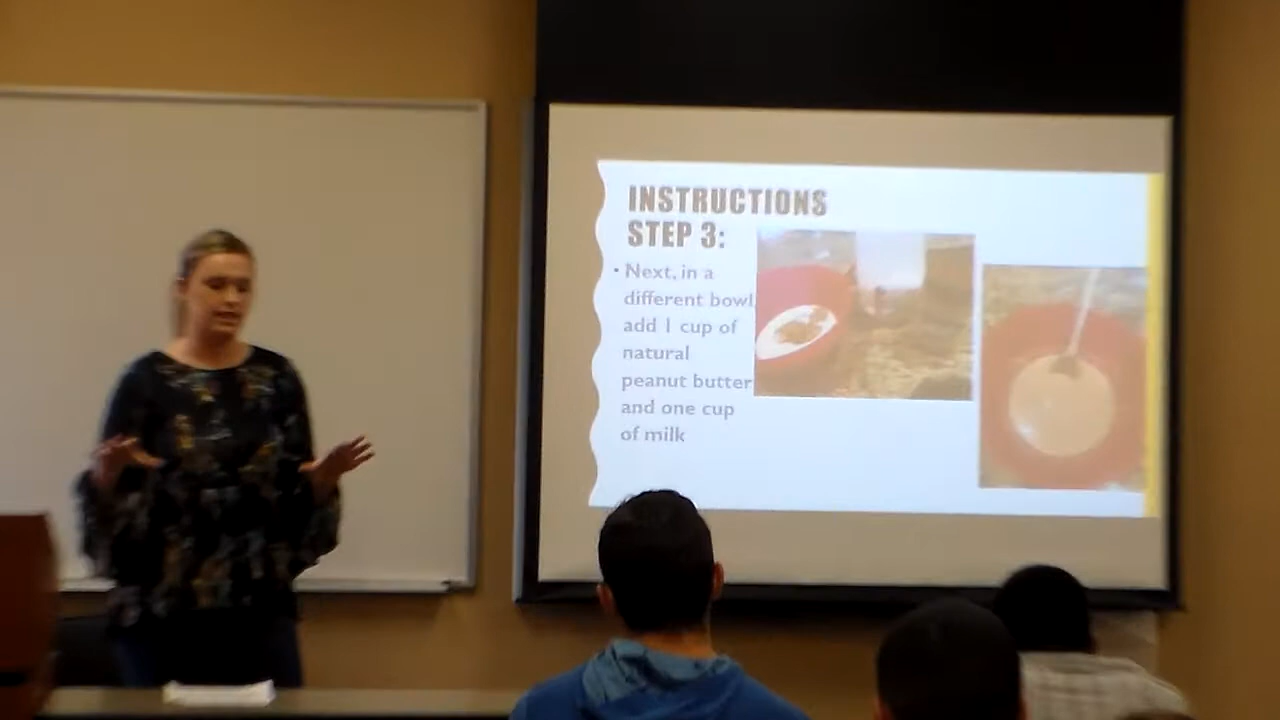 INSTRUCTIONS
STEP 3:
• Next, in a
different bowl,
add 1 cup of
natural
peanut butter
and one cup
of milk